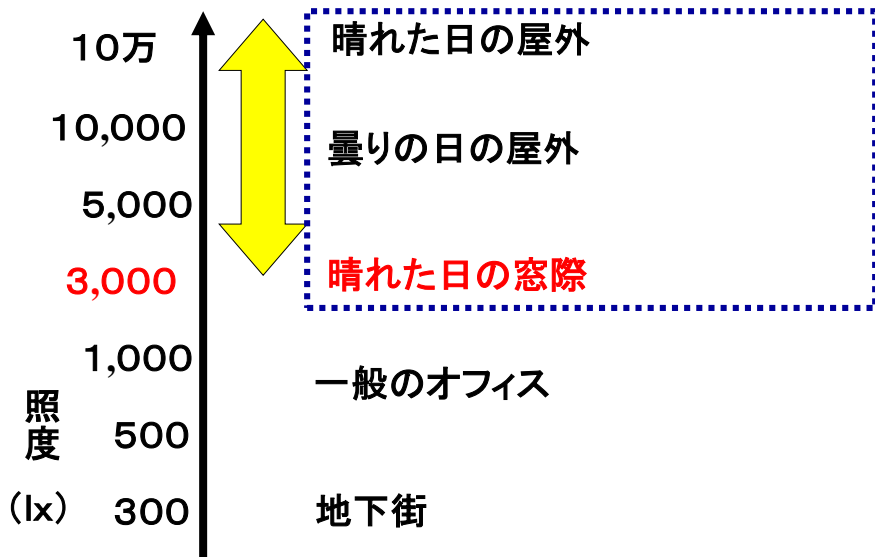 10万
晴れた日の屋外
10,000
曇りの日の屋外
5,000
3,000
晴れた日の窓際
1,000
一般のオフィス
照度
(lx)
500
300
地下街